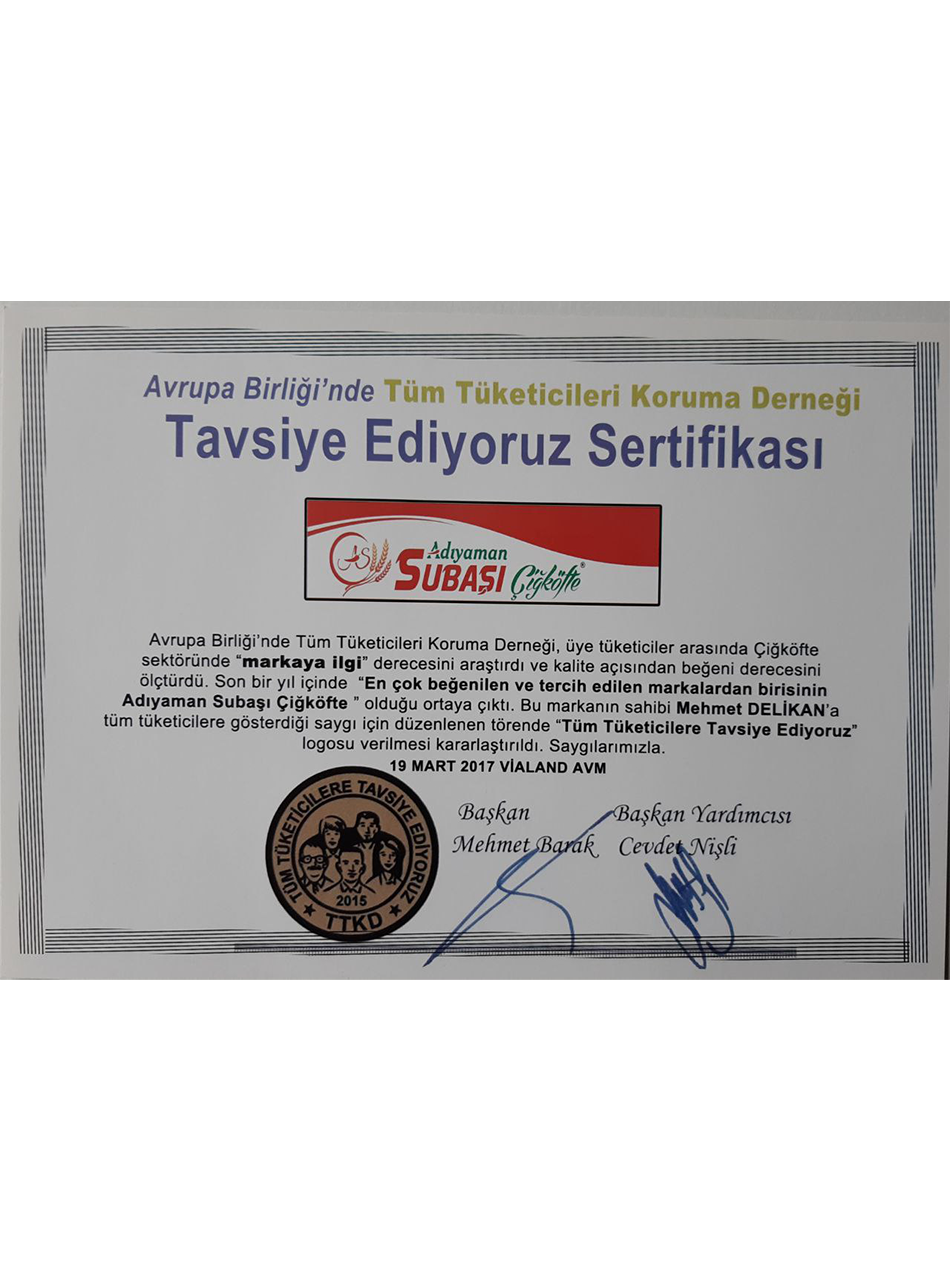 Avrupa Birliği’nde Tüm Tüketicileri Koruma Derneği
Tavsiye Ediyoruz Sertifikası
AS Adıyaman
SUBAŞI Çiğköfte®
Avrupa Birliği’nde Tüm Tüketicileri Koruma Derneği, üye tüketiciler arasında Çiğköfte
sektöründe “markaya ilgi” derecesini araştırdı ve kalite açısından beğeni derecesini
ölçtürdü. Son bir yıl içinde “En çok beğenilen ve tercih edilen markalardan birisinin
Adıyaman Subaşı Çiğköfte ” olduğu ortaya çıktı. Bu markanın sahibi Mehmet DELİKAN’a
tüm tüketicilere gösterdiği saygı için düzenlenen törende “Tüm Tüketicilere Tavsiye Ediyoruz”
logosu verilmesi kararlaştırıldı. Saygılarımızla.
19 MART 2017 VİALAND AVM
TÜM TÜKETİCİLERE TAVSİYE EDİYORUZ
2015
TTKD
Başkan Başkan Yardımcısı
Mehmet Barak Cevdet Nişli